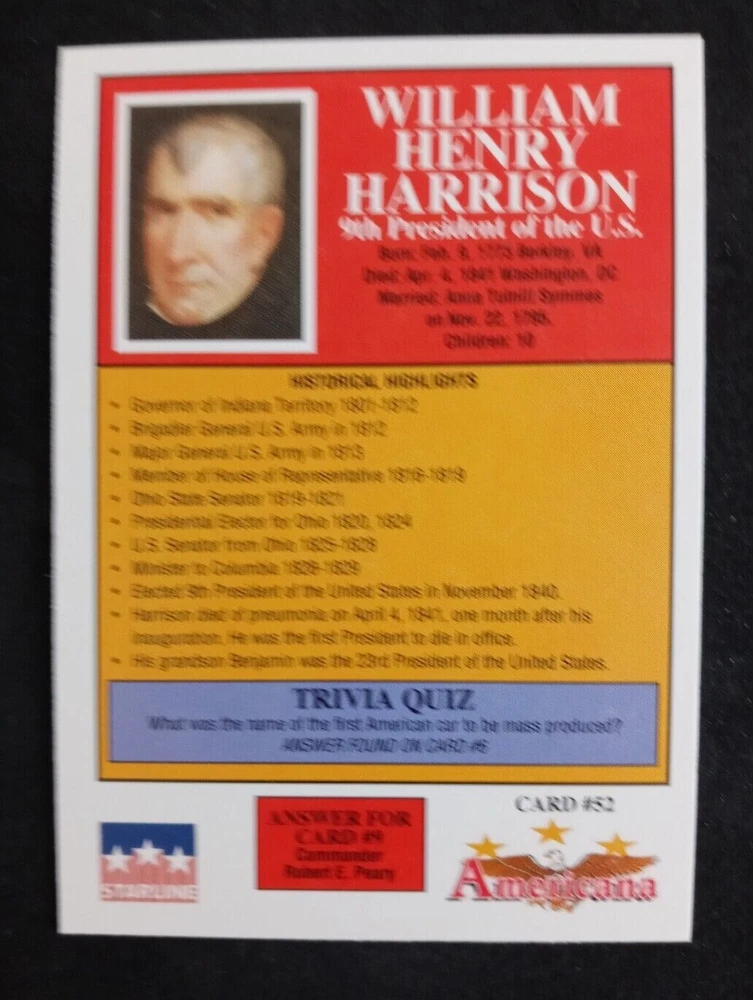 WILLIAM
HENRY
HARRISON
9th President of the U.S.
Born: Feb. 9, 1773 Berkley, VA
Died: Apr. 4, 1841 Washington, DC
Married: Anna Tuthill Symmes
on Nov. 22, 1795.
Children: 10
HISTORICAL HIGHLIGHTS
~ Governor of Indiana Territory 1801-1812
~ Brigadier General U.S. Army in 1812
~ Major General U.S. Army in 1813
~ Member of House of Representative 1816-1819
~ Ohio State Senator 1819-1821
~ Presidential Elector for Ohio 1820, 1824
~ U.S. Senator from Ohio 1825-1828
~ Minister to Columbia 1828-1829
~ Elected 9th President of the United States in November 1840.
~ Harrison died of pneumonia on April 4, 1841, one month after his
inauguration. He was the first President to die in office.
~ His grandson Benjamin was the 23rd President of the United States.
TRIVIA QUIZ
What was the name of the first American car to be mass produced?
ANSWER FOUND ON CARD #6
CARD #52
ANSWER FOR
CARD #9
Commander
Robert E. Peary
STARLINE
Americana